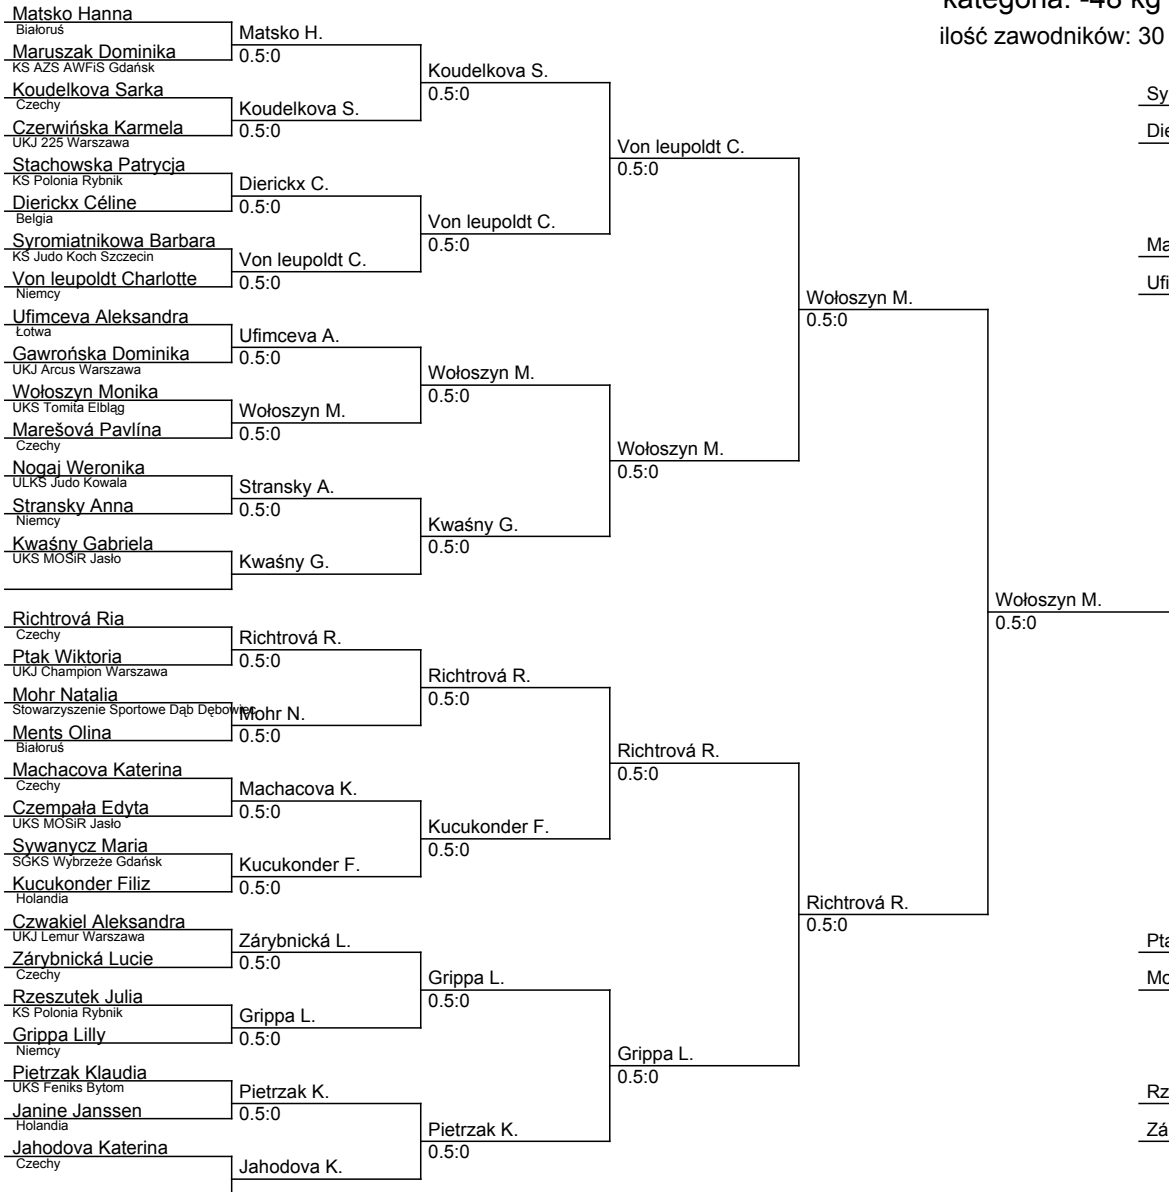 kategoria: -48 kg
ilość zawodników: 30
Matsko Hanna
Białoruś
Maruszak Dominika
KS AZS AWFiS Gdańsk
Koudelkova Sarka
Czechy
Czerwińska Karmela
UKJ 225 Warszawa
Stachowska Patrycja
KS Polonia Rybnik
Dierickx Céline
Belgia
Syromiatnikowa Barbara
KS Judo Koch Szczecin
Von leupoldt Charlotte
Niemcy
Ufimceva Aleksandra
Łotwa
Gawrońska Dominika
UKJ Arcus Warszawa
Wołoszyn Monika
UKS Tomita Elbląg
Marešová Pavlína
Czechy
Nogaj Weronika
ULKS Judo Kowala
Stransky Anna
Niemcy
Kwaśny Gabriela
UKS MOSiR Jasło
Richtrová Ria
Czechy
Ptak Wiktoria
UKJ Champion Warszawa
Mohr Natalia
Stowarzyszenie Sportowe Dąb Dębowiec
Ments Olina
Białoruś
Machacova Katerina
Czechy
Czempała Edyta
UKS MOSiR Jasło
Sywanycz Maria
SGKS Wybrzeże Gdańsk
Kucukonder Filiz
Holandia
Czwakiel Aleksandra
UKJ Lemur Warszawa
Zárybnická Lucie
Czechy
Rzeszutek Julia
KS Polonia Rybnik
Grippa Lilly
Niemcy
Pietrzak Klaudia
UKS Feniks Bytom
Janine Janssen
Holandia
Jahodova Katerina
Czechy
Matsko H.
0.5:0
Koudelkova S.
0.5:0
Dierickx C.
0.5:0
Von leupoldt C.
0.5:0
Ufimceva A.
0.5:0
Wołoszyn M.
0.5:0
Stransky A.
0.5:0
Kwaśny G.
Richtrová R.
0.5:0
Mohr N.
0.5:0
Machacova K.
0.5:0
Kucukonder F.
0.5:0
Zárybnická L.
0.5:0
Grippa L.
0.5:0
Pietrzak K.
0.5:0
Jahodova K.
Koudelkova S.
0.5:0
Von leupoldt C.
0.5:0
Wołoszyn M.
0.5:0
Kwaśny G.
0.5:0
Richtrová R.
0.5:0
Kucukonder F.
0.5:0
Grippa L.
0.5:0
Pietrzak K.
0.5:0
Von leupoldt C.
0.5:0
Wołoszyn M.
0.5:0
Richtrová R.
0.5:0
Grippa L.
0.5:0
Wołoszyn M.
0.5:0
Richtrová R.
0.5:0
Wołoszyn M.
0.5:0
Sy
Die
Ma
Ufi
Pta
Mo
Rz
Zá